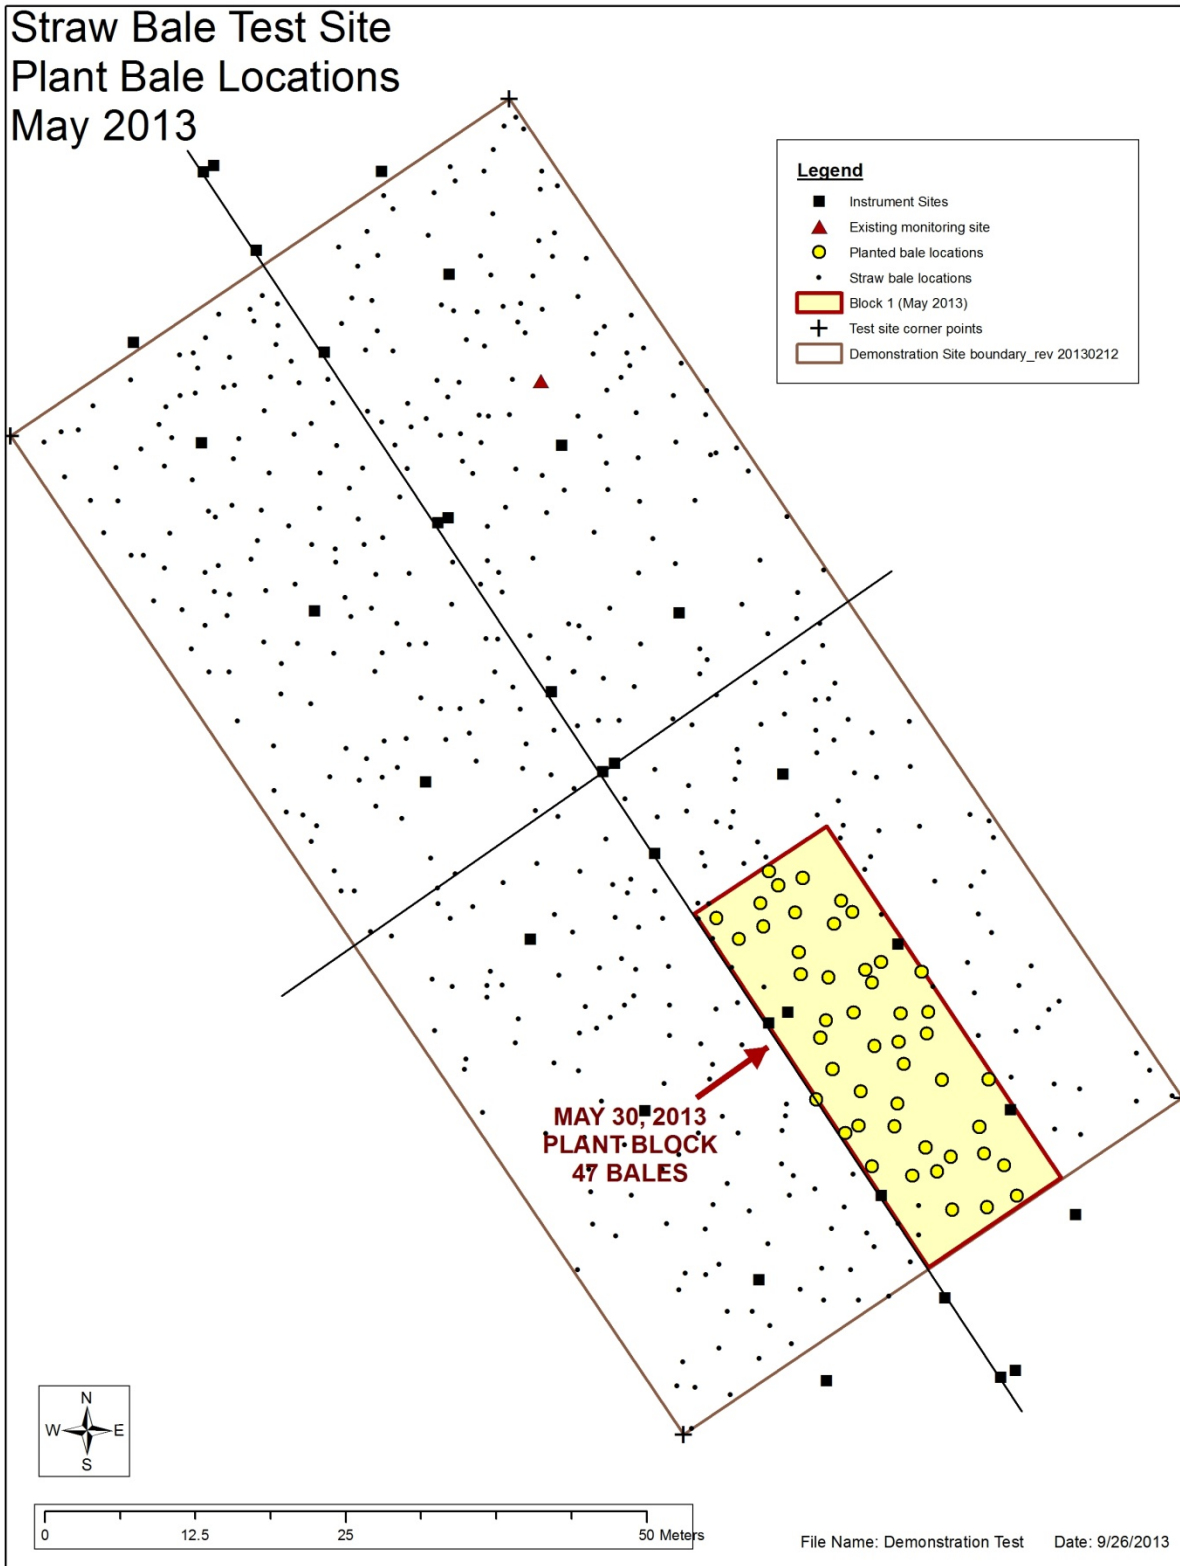 Straw Bale Test Site
Plant Bale Locations
May 2013
Legend
Instrument Sites
Existing monitoring site
Planted bale locations
Straw bale locations
Block 1 (May 2013)
Test site corner points
Demonstration Site boundary_rev 20130212
MAY 30, 2013
PLANT BLOCK
47 BALES
N
W E
S
0 12.5 25 50 Meters
File Name: Demonstration Test Date: 9/26/2013